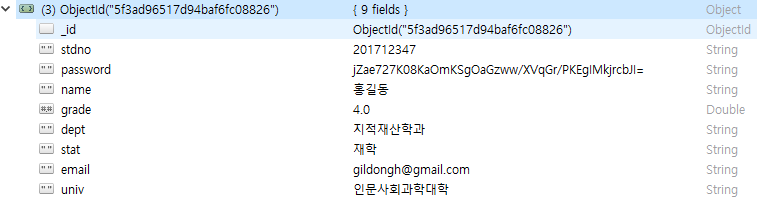 (3) ObjectId("5f3ad96517d94baf6fc08826") { 9 fields } Object
_id ObjectId("5f3ad96517d94baf6fc08826") ObjectId
" " stdno 201712347 String
" " password jZae727K08KaOmKSgOaGzww/XVqGr/PKEgIMkjrcbJI= String
" " name 홍길동 String
#.# grade 4.0 Double
" " dept 지적재산학과 String
" " stat 재학 String
" " email gildongh@gmail.com String
" " univ 인문사회과학대학 String